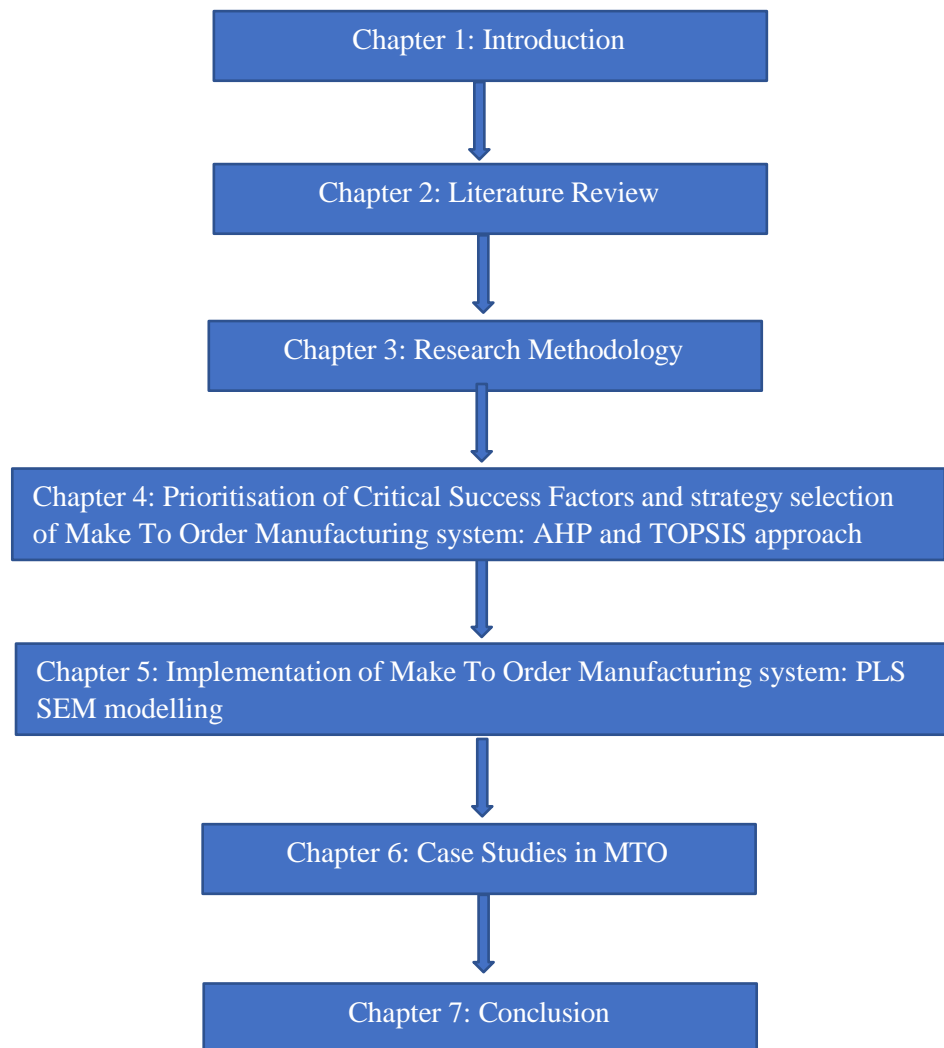 Chapter 1: Introduction
Chapter 2: Literature Review
Chapter 3: Research Methodology
Chapter 4: Prioritisation of Critical Success Factors and strategy selection
of Make To Order Manufacturing system: AHP and TOPSIS approach
Chapter 5: Implementation of Make To Order Manufacturing system: PLS
SEM modelling
Chapter 6: Case Studies in MTO
Chapter 7: Conclusion